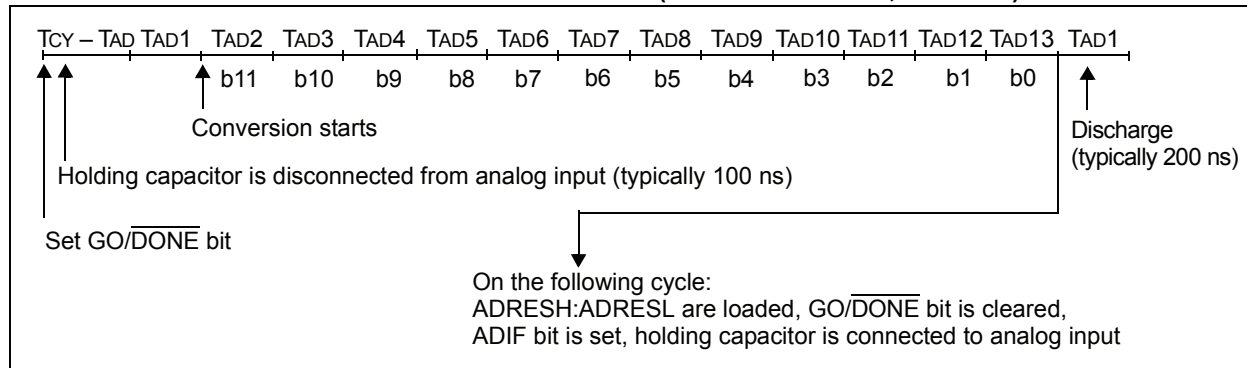 TCY – TAD TAD1 TAD2 TAD3 TAD4 TAD5 TAD6 TAD7 TAD8 TAD9 TAD10 TAD11 TAD12 TAD13 TAD1
b11 b10 b9 b8 b7 b6 b5 b4 b3 b2 b1 b0
Conversion starts
Discharge
(typically 200 ns)
Holding capacitor is disconnected from analog input (typically 100 ns)
Set GO/DONE bit
On the following cycle:
ADRESH:ADRESL are loaded, GO/DONE bit is cleared,
ADIF bit is set, holding capacitor is connected to analog input